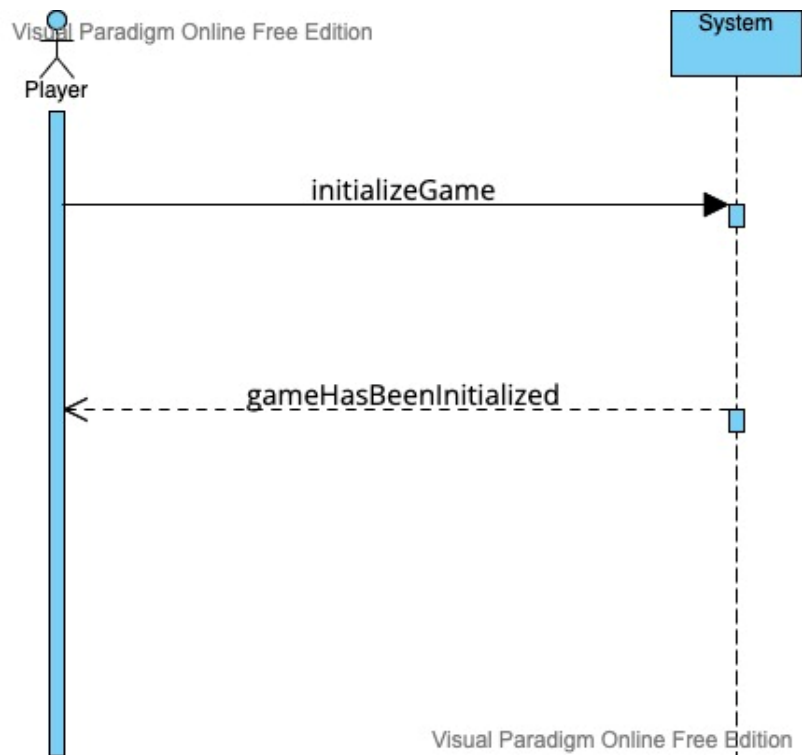 Visual Paradigm Online Free Edition
System
Player
initializeGame
gameHasBeenInitialized
Visual Paradigm Online Free Edition